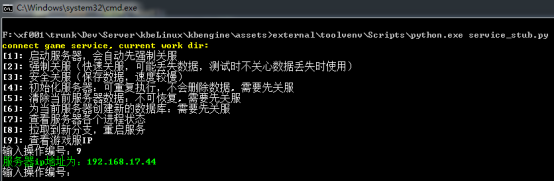 C:\Windows\system32\cmd.exe
F:\xf001\trunk\Dev\Server\kbeLinux\kbengine\assets>external\toolvenv\Scripts\python.exe service_stub.py
connect game service, current work dir:
[1]: 启动服务器，会自动先强制关服
[2]: 强制关服（快速关服，可能丢数据，测试时不关心数据丢失时使用）
[3]: 安全关服（保存数据，速度较慢）
[4]: 初始化服务器：可重复执行，不会删除数据，需要先关服
[5]: 清除当前服务器数据：不可恢复，需要先关服
[6]: 为当前服务器创建新的数据库：需要先关服
[7]: 查看服务器各个进程状态
[8]: 拉取到新分支，重启服务
[9]: 查看游戏服IP
输入操作编号：9
服务器ip地址为：192.168.17.44
输入操作编号：